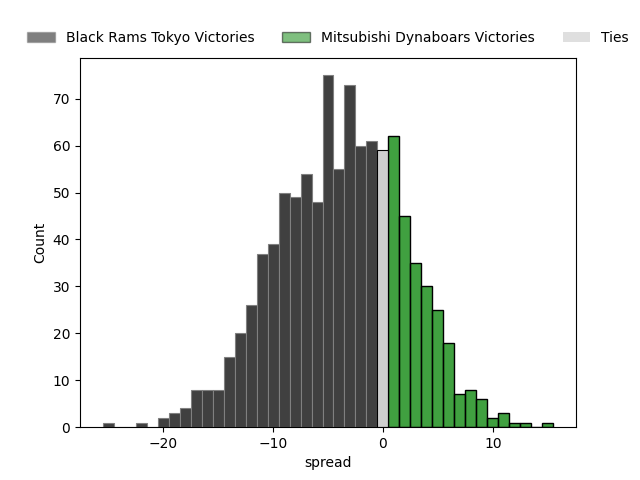 Black Rams Tokyo Victories Mitsubishi Dynaboars Victories Ties
70
60
50
40
30
20
10
0
Count
−20 −10 0 10
spread